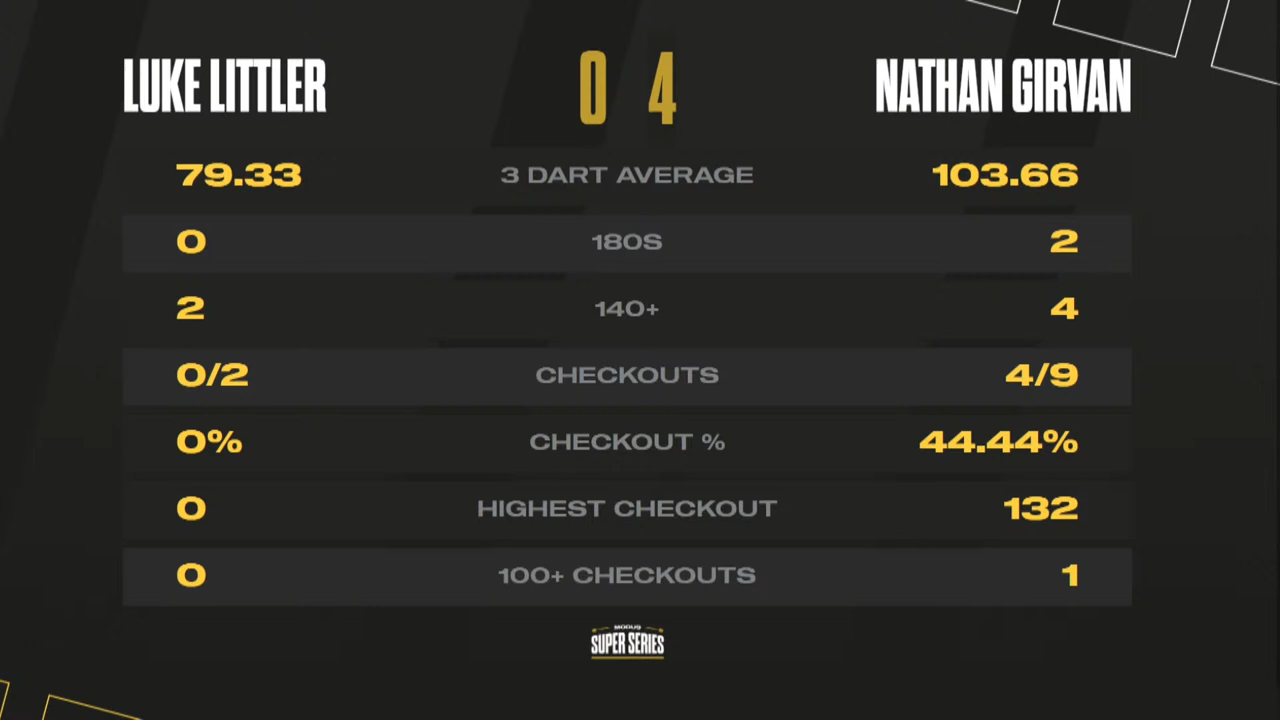 LUKE LITTLER 0 4 NATHAN GIRVAN
79.33 3 DART AVERAGE 103.66
0 180S 2
2 140+ 4
0/2 CHECKOUTS 4/9
0% CHECKOUT % 44.44%
0 HIGHEST CHECKOUT 132
0 100+ CHECKOUTS 1
MODUS
SUPER SERIES